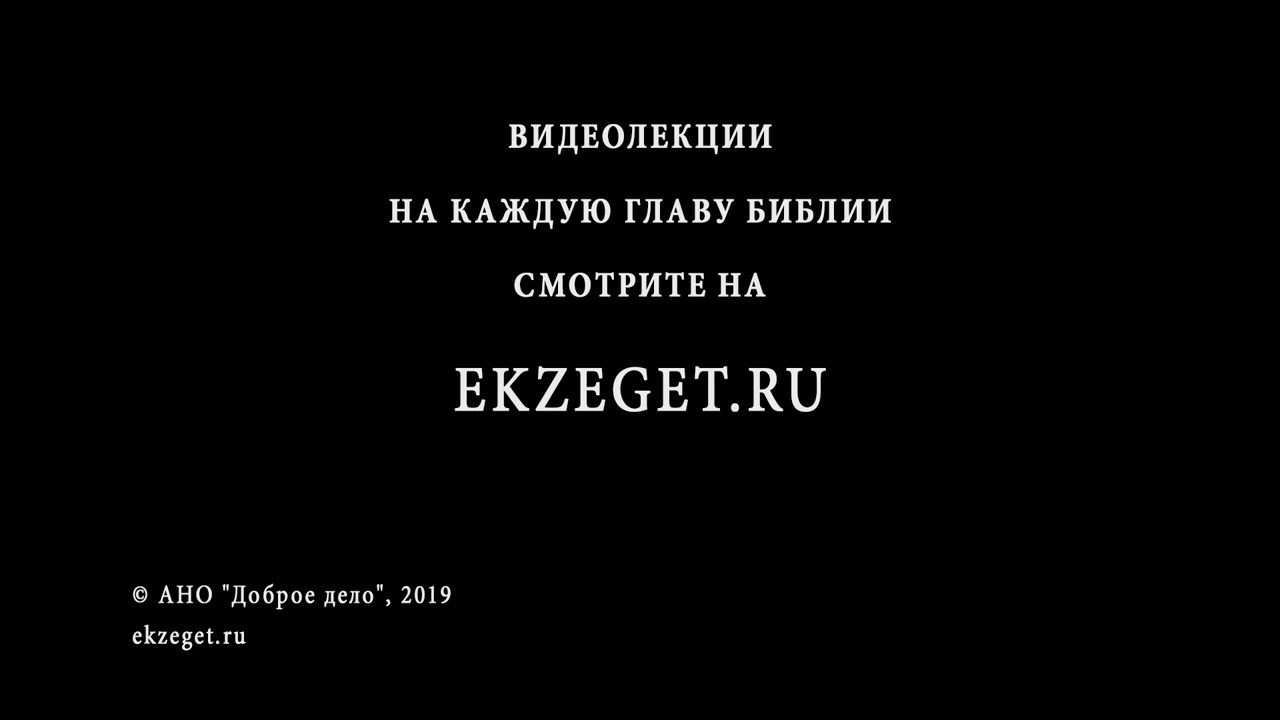 ВИДЕОЛЕКЦИИ
НА КАЖДУЮ ГЛАВУ БИБЛИИ
СМОТРИТЕ НА
EKZEGET.RU
© АНО "Доброе дело", 2019
ekzeget.ru